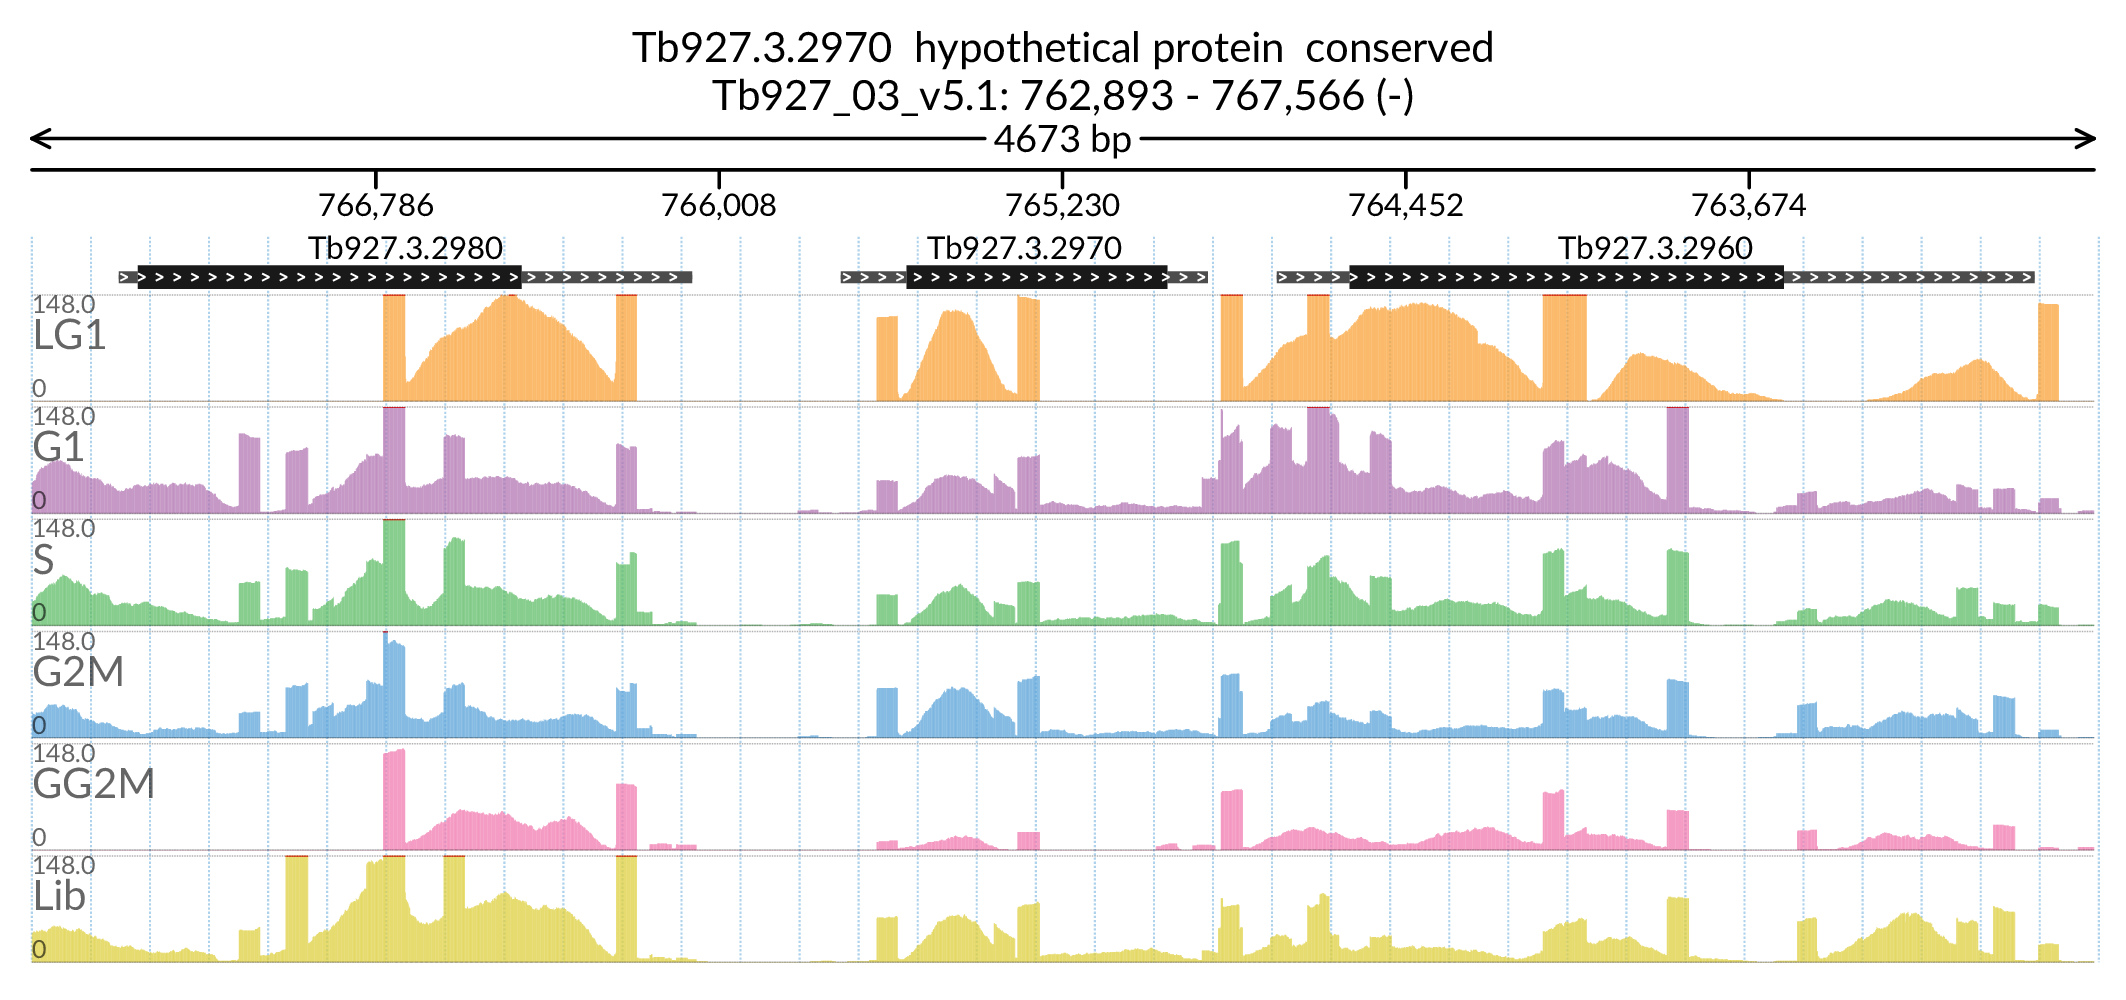 Tb927.3.2970 hypothetical protein conserved
Tb927_03_v5.1: 762,893 - 767,566 (-)
4673 bp
766,786 766,008 765,230 764,452 763,674
Tb927.3.2980 Tb927.3.2970 Tb927.3.2960
148.0
LG1
0
148.0
G1
0
148.0
S
0
148.0
G2M
0
148.0
GG2M
0
148.0
Lib
0